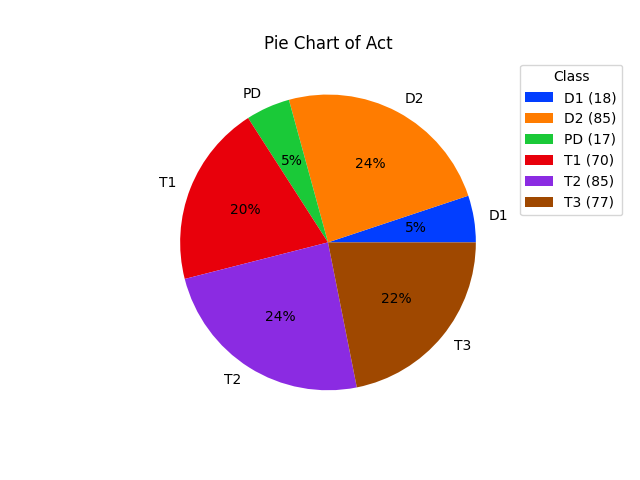 Pie Chart of Act
Class
D1 (18)
D2 (85)
PD (17)
T1 (70)
T2 (85)
T3 (77)
PD
D2
5%
24%
T1
20%
D1
5%
24%
22%
T2
T3